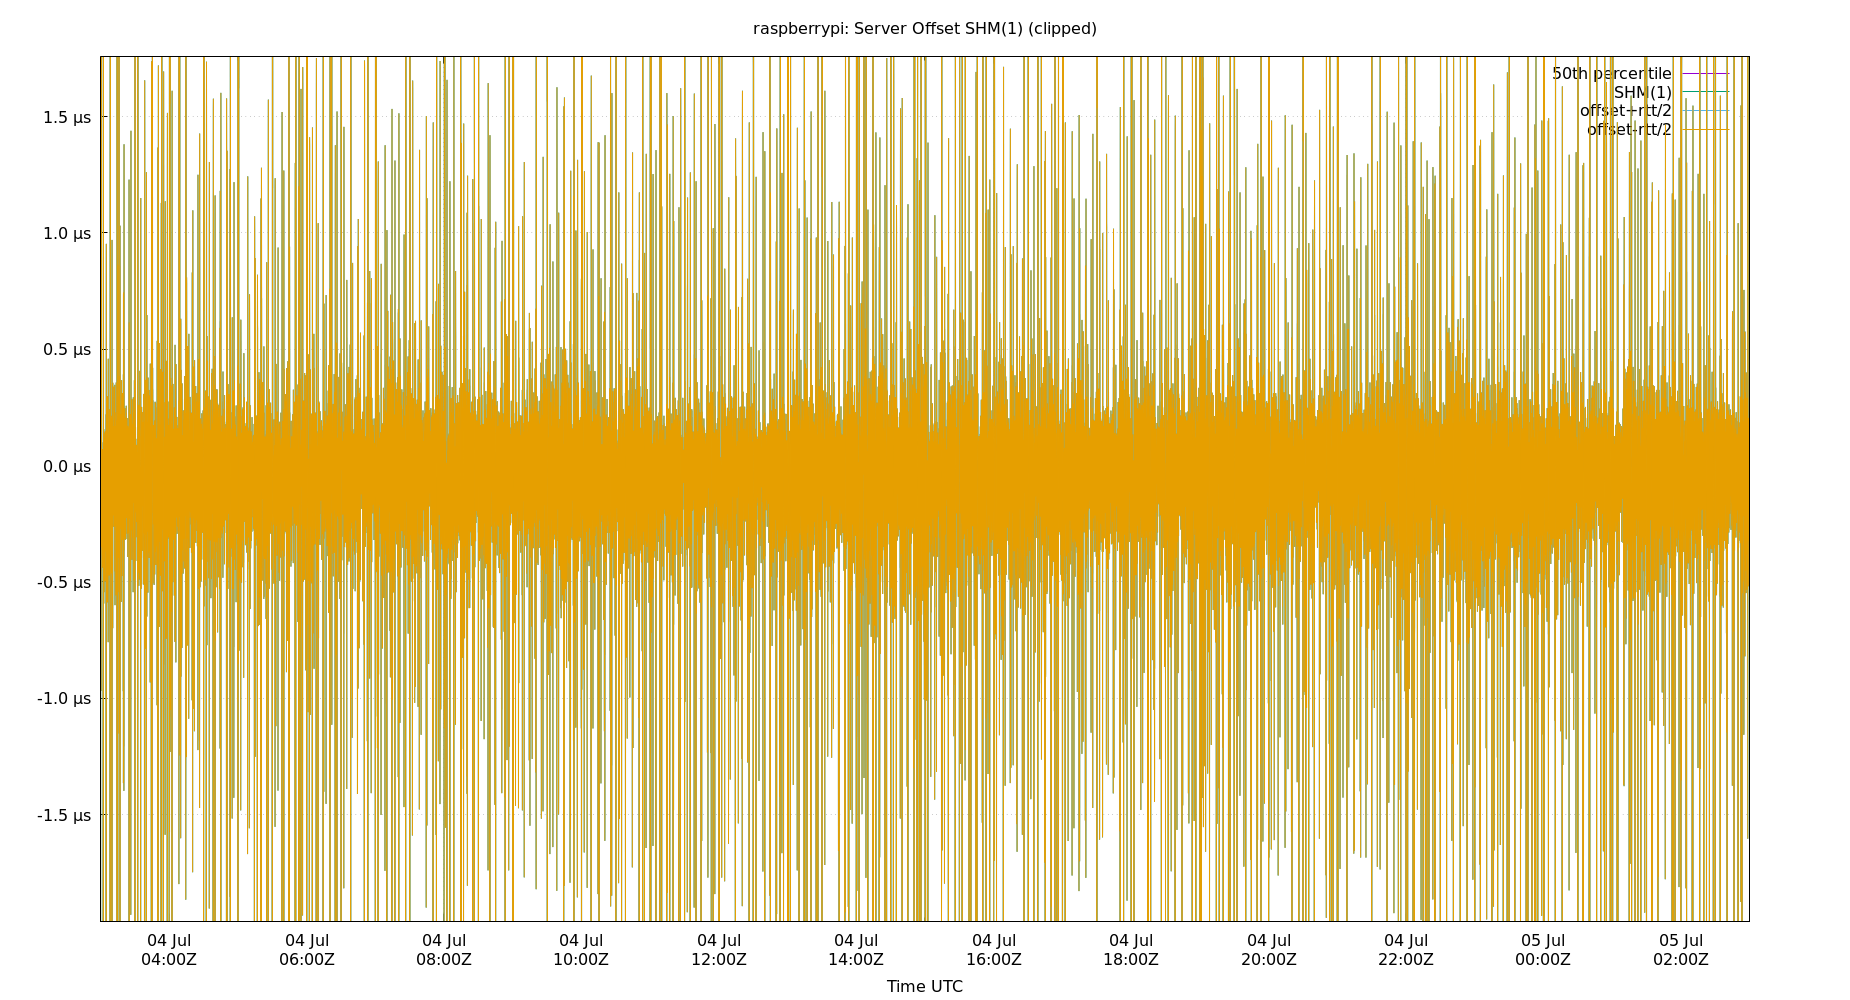 raspberrypi: Server Offset SHM(1) (clipped)
50th percentile
SHM(1)
offset+rtt/2
offset-rtt/2
1.5 µs
1.0 µs
0.5 µs
0.0 µs
-0.5 µs
-1.0 µs
-1.5 µs
04 Jul 04 Jul 04 Jul 04 Jul 04 Jul 04 Jul 04 Jul 04 Jul 04 Jul 04 Jul 05 Jul 05 Jul
04:00Z 06:00Z 08:00Z 10:00Z 12:00Z 14:00Z 16:00Z 18:00Z 20:00Z 22:00Z 00:00Z 02:00Z
Time UTC